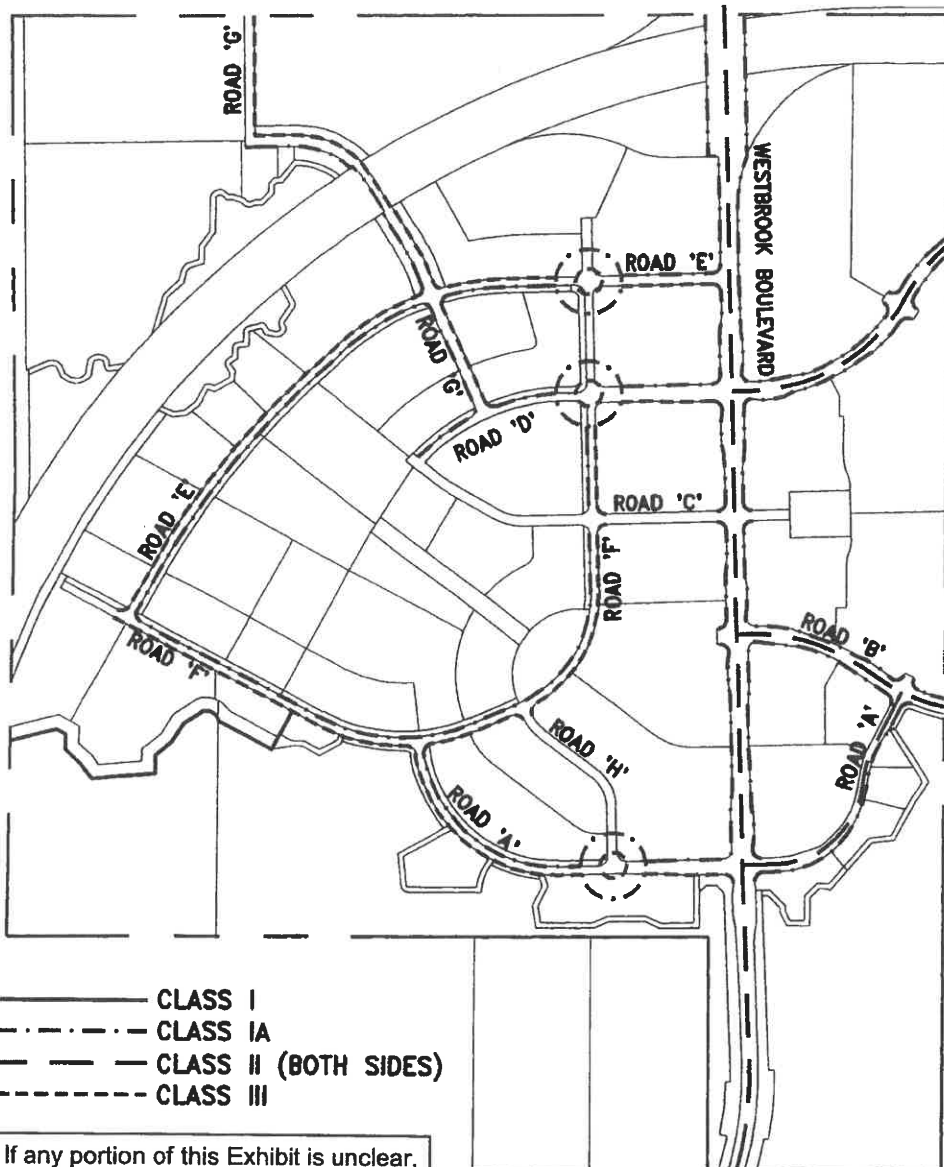 ROAD 'G'
WESTBROOK BOULEVARD
ROAD 'E'
ROAD 'G'
ROAD 'D'
ROAD 'E'
ROAD 'C'
ROAD 'F'
ROAD 'B'
ROAD 'F'
ROAD 'A'
ROAD 'H'
ROAD 'A'
CLASS I
CLASS IA
CLASS II (BOTH SIDES)
CLASS III
If any portion of this Exhibit is unclear,